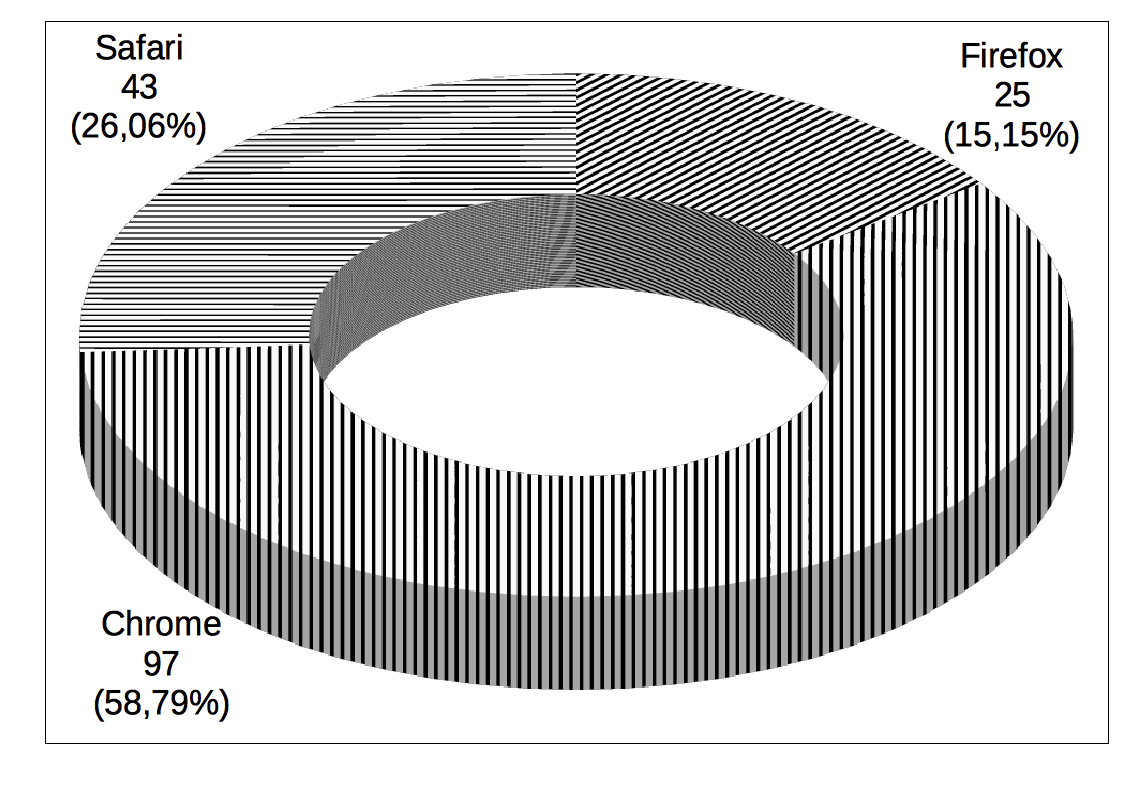 Safari
43
(26,06%)
Firefox
25
(15,15%)
Chrome
97
(58,79%)